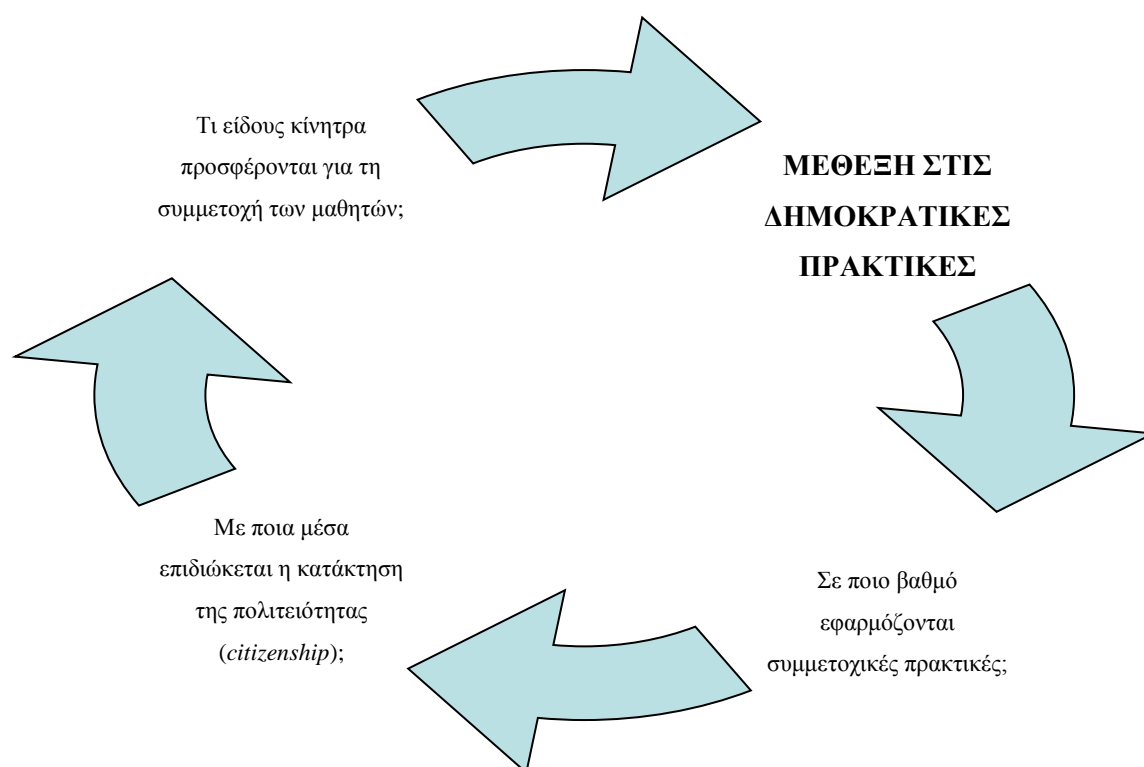 Τι είδους κίνητρα
προσφέρονται για τη
συμμετοχή των μαθητών;
ΜΕΘΕΞΗ ΣΤΙΣ
ΔΗΜΟΚΡΑΤΙΚΕΣ
ΠΡΑΚΤΙΚΕΣ
Σε ποιο βαθμό
εφαρμόζονται
συμμετοχικές πρακτικές;
Με ποια μέσα
επιδιώκεται η κατάκτηση
της πολιτειότητας
(citizenship);